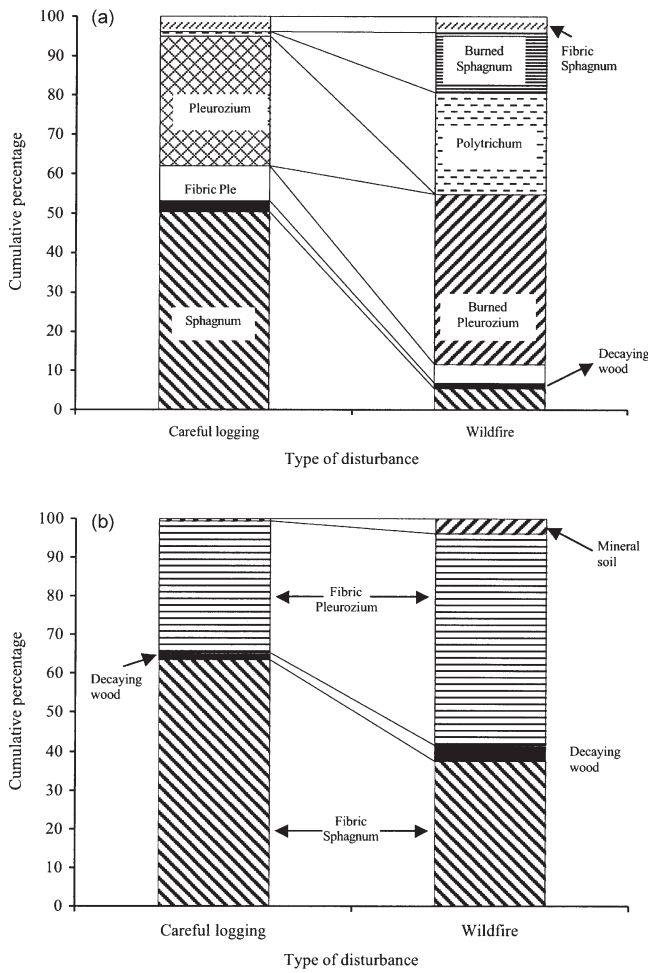 (a)
Cumulative percentage
100
90
80
70
60
50
40
30
20
10
0
Pleurozium
Fibric Ple
Sphagnum
Burned
Sphagnum
Fibric
Sphagnum
Polytrichum
Burned
Pleurozium
Decaying
wood
Careful logging
Wildfire
Type of disturbance
(b)
Cumulative percentage
100
90
80
70
60
50
40
30
20
10
0
Mineral
soil
Fibric
Pleurozium
Decaying
wood
Decaying
wood
Fibric
Sphagnum
Careful logging
Wildfire
Type of disturbance